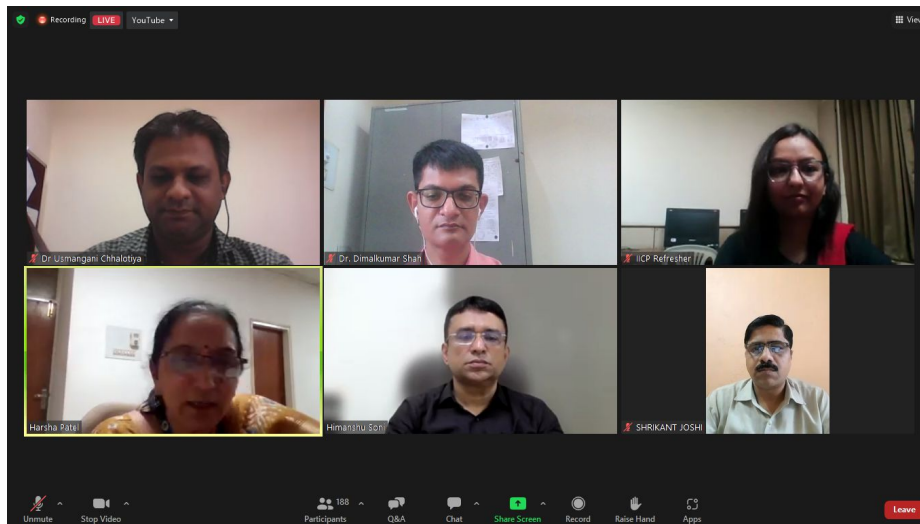 Recording LIVE YouTube
View
Dr Usmangani Chhalotiya
Dr. Dimalkumar Shah
IICP Refresher
Harsha Patel
Himanshu Soni
SHRIKANT JOSHI
Unmute
Stop Video
188
Participants
Q&A
Chat
Share Screen
Record
Raise Hand
Apps
Leave